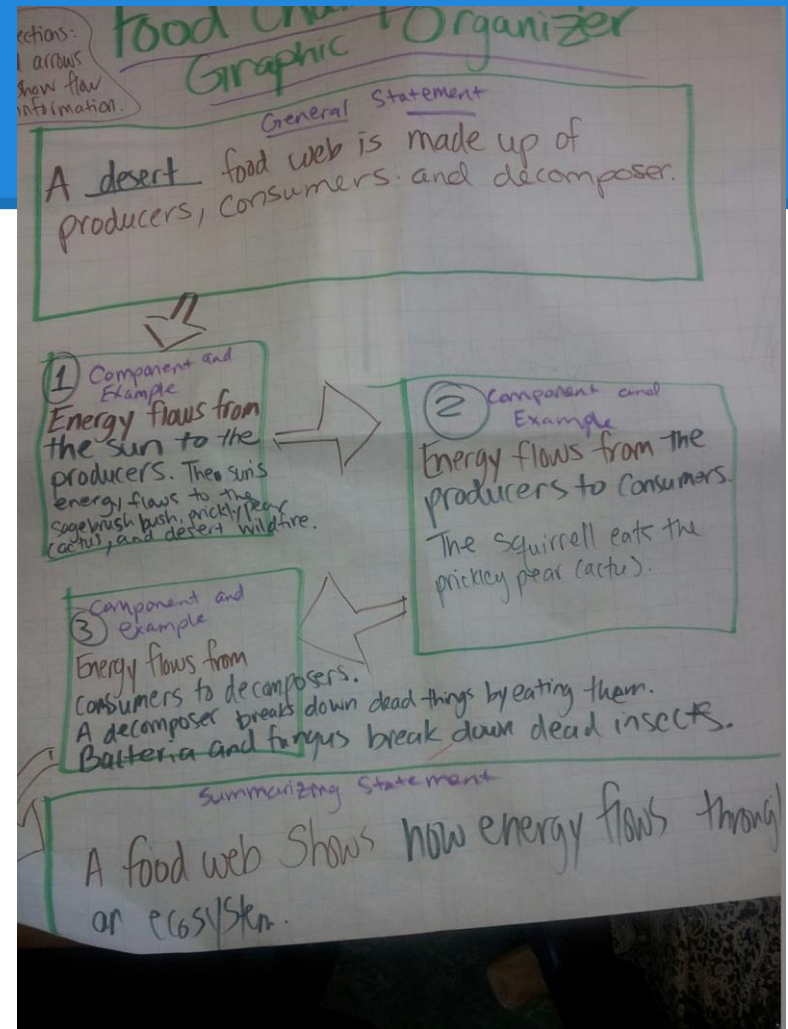 ections:
arrows
show flow
information.
Food Organizer
Graphic
General Statement
A desert food web is made up of
producers, consumers and decomposer.
1 Component and
Example
Energy flows from
the sun to the
producers. The sun's
energy flows to the
sagebrush bush, prickly pear
cactus, and desert wildfire.
2 Component and
Example
Energy flows from the
producers to consumers.
The squirrell eats the
prickley pear cactus.
3 Component and
example
Energy flows from
consumers to decomposers.
A decomposer breaks down dead things by eating them.
Bacteria and fungus break down dead insects.
Summarizing Statement
A food web Shows how energy flows throug
an ecosystem.